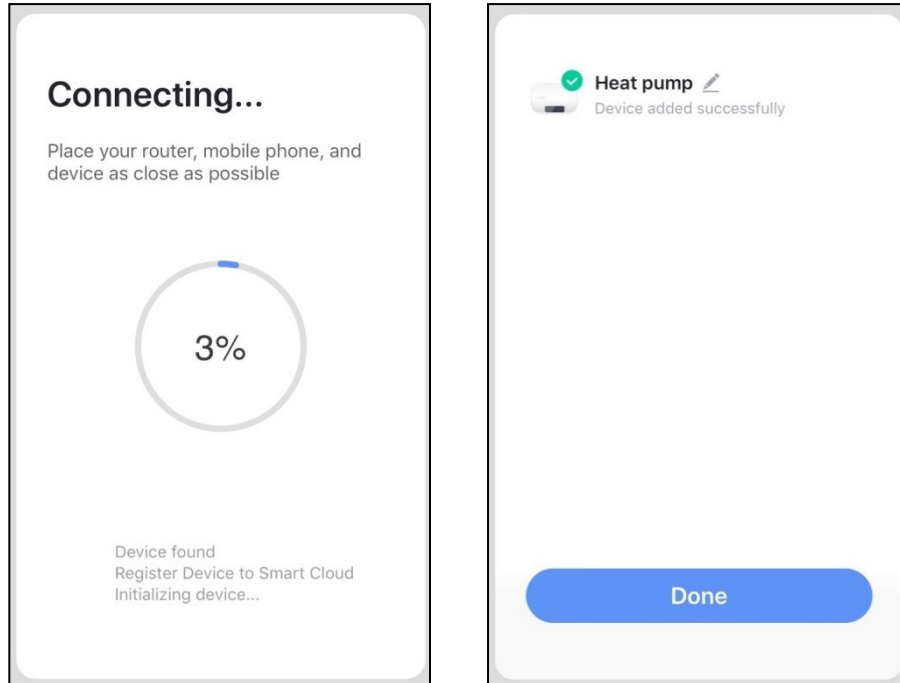 Connecting...
Place your router, mobile phone, and
device as close as possible
3%
Device found
Register Device to Smart Cloud
Initializing device...
Heat pump
Device added successfully
Done